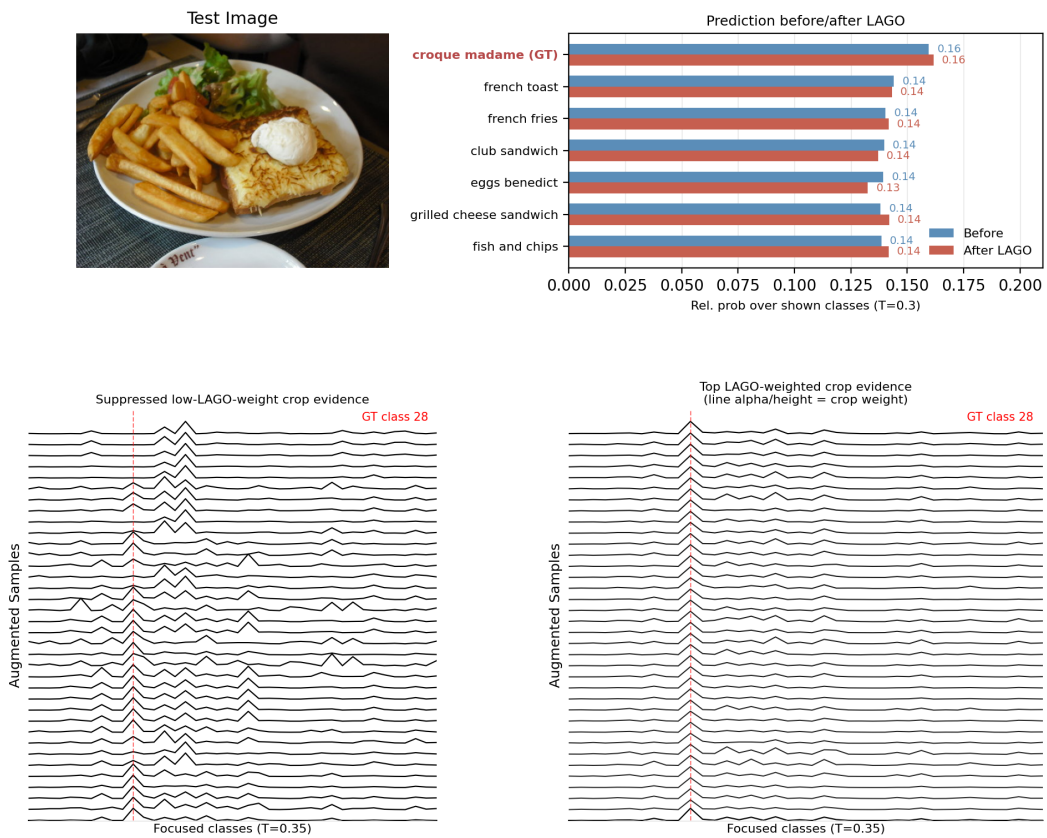 Test Image
Prediction before/after LAGO
croque madame (GT)
french toast
french fries
club sandwich
eggs benedict
grilled cheese sandwich
fish and chips
0.16
0.16
0.14
0.14
0.14
0.14
0.14
0.14
0.14
0.13
0.14
0.14
0.14
0.14
Before
After LAGO
0.000 0.025 0.050 0.075 0.100 0.125 0.150 0.175 0.200
Rel. prob over shown classes (T=0.3)
Suppressed low-LAGO-weight crop evidence
GT class 28
Augmented Samples
Focused classes (T=0.35)
Top LAGO-weighted crop evidence
(line alpha/height = crop weight)
GT class 28
Augmented Samples
Focused classes (T=0.35)